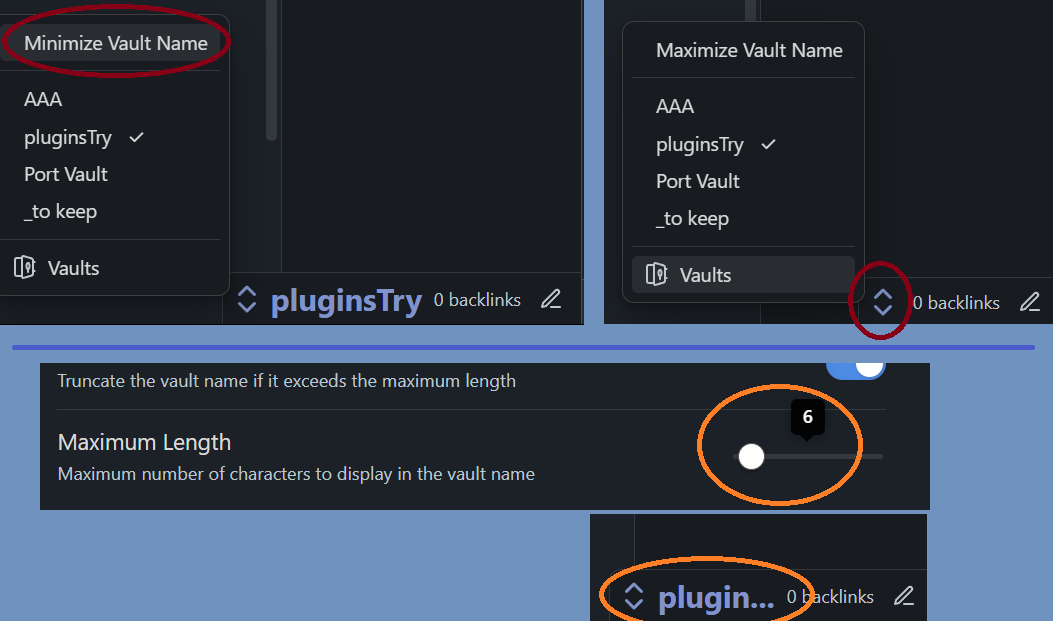 Minimize Vault Name
AAA
pluginsTry
Port Vault
_to keep
Vaults
pluginsTry 0 backlinks
Maximize Vault Name
AAA
pluginsTry
Port Vault
_to keep
Vaults
0 backlinks
Truncate the vault name if it exceeds the maximum length
6
Maximum Length
Maximum number of characters to display in the vault name
plugin... 0 backlinks